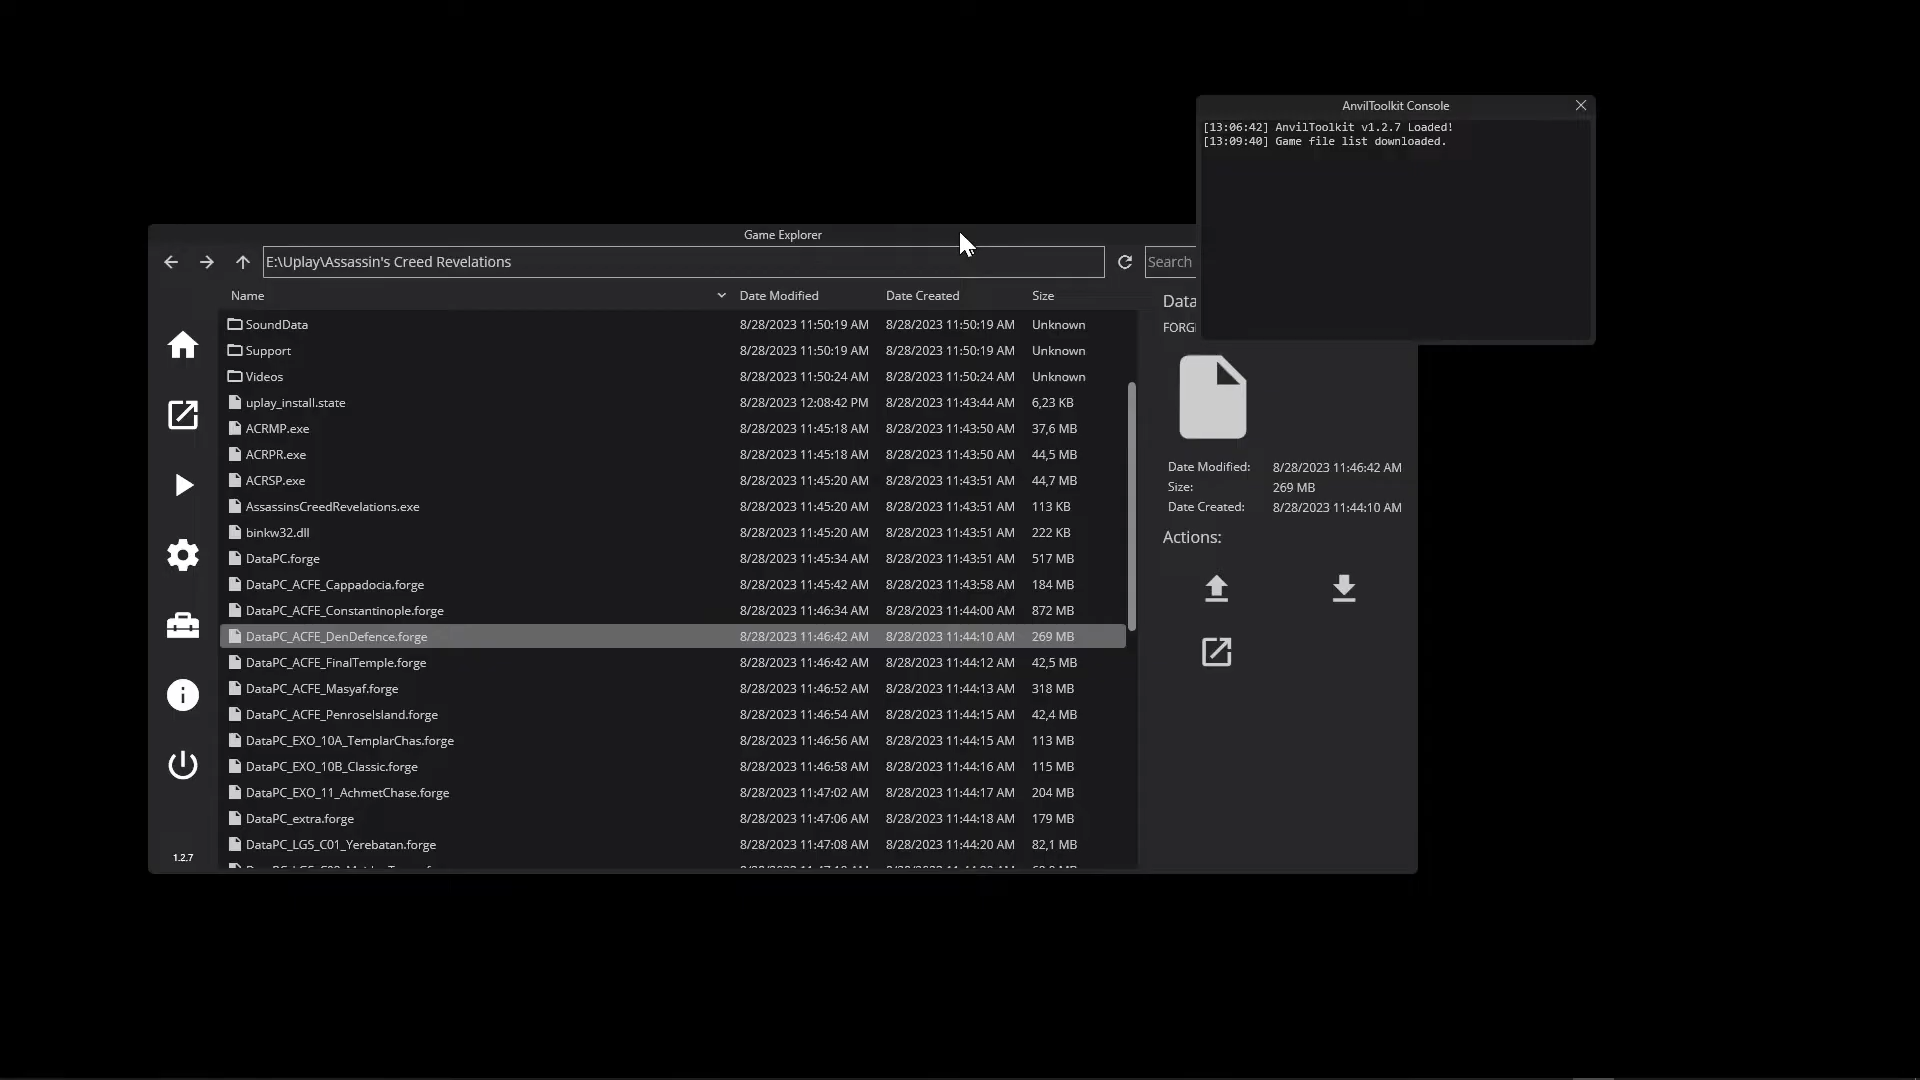 AnvilToolkit Console
[13:06:42] AnvilToolkit v1.2.7 Loaded!
[13:09:40] Game file list downloaded.
Game Explorer
E:\Uplay\Assassin's Creed Revelations
Search
Name Date Modified Date Created Size
SoundData 8/28/2023 11:50:19 AM 8/28/2023 11:50:19 AM Unknown
Support 8/28/2023 11:50:19 AM 8/28/2023 11:50:19 AM Unknown
Videos 8/28/2023 11:50:24 AM 8/28/2023 11:50:24 AM Unknown
uplay_install.state 8/28/2023 12:08:42 PM 8/28/2023 11:43:44 AM 6,23 KB
ACRMP.exe 8/28/2023 11:45:18 AM 8/28/2023 11:43:50 AM 37,6 MB
ACRPR.exe 8/28/2023 11:45:18 AM 8/28/2023 11:43:50 AM 44,5 MB
ACRSP.exe 8/28/2023 11:45:20 AM 8/28/2023 11:43:51 AM 44,7 MB
AssassinsCreedRevelations.exe 8/28/2023 11:45:20 AM 8/28/2023 11:43:51 AM 113 KB
binkw32.dll 8/28/2023 11:45:20 AM 8/28/2023 11:43:51 AM 222 KB
DataPC.forge 8/28/2023 11:45:34 AM 8/28/2023 11:43:51 AM 517 MB
DataPC_ACFE_Cappadocia.forge 8/28/2023 11:45:42 AM 8/28/2023 11:43:58 AM 184 MB
DataPC_ACFE_Constantinople.forge 8/28/2023 11:46:34 AM 8/28/2023 11:44:00 AM 872 MB
DataPC_ACFE_DenDefence.forge 8/28/2023 11:46:42 AM 8/28/2023 11:44:10 AM 269 MB
DataPC_ACFE_FinalTemple.forge 8/28/2023 11:46:42 AM 8/28/2023 11:44:12 AM 42,5 MB
DataPC_ACFE_Masyaf.forge 8/28/2023 11:46:52 AM 8/28/2023 11:44:13 AM 318 MB
DataPC_ACFE_PenroseIsland.forge 8/28/2023 11:46:54 AM 8/28/2023 11:44:15 AM 42,4 MB
DataPC_EXO_10A_TemplarChas.forge 8/28/2023 11:46:56 AM 8/28/2023 11:44:15 AM 113 MB
DataPC_EXO_10B_Classic.forge 8/28/2023 11:46:58 AM 8/28/2023 11:44:16 AM 115 MB
DataPC_EXO_11_AchmetChase.forge 8/28/2023 11:47:02 AM 8/28/2023 11:44:17 AM 204 MB
DataPC_extra.forge 8/28/2023 11:47:06 AM 8/28/2023 11:44:18 AM 179 MB
DataPC_LGS_C01_Yerebatan.forge 8/28/2023 11:47:08 AM 8/28/2023 11:44:20 AM 82,1 MB
1.2.7
Data
FORG
Date Modified: 8/28/2023 11:46:42 AM
Size: 269 MB
Date Created: 8/28/2023 11:44:10 AM
Actions: